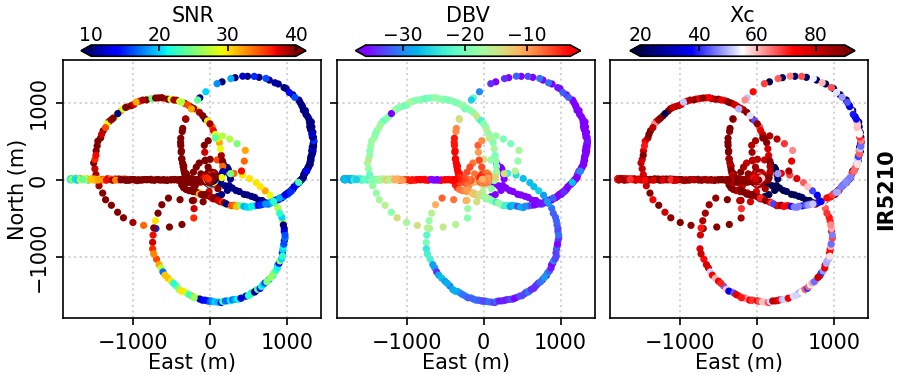 SNR
10 20 30 40
DBV
−30 −20 −10
Xc
20 40 60 80
North (m)
1000
0
−1000
−1000 0 1000
East (m)
−1000 0 1000
East (m)
−1000 0 1000
East (m)
IR5210